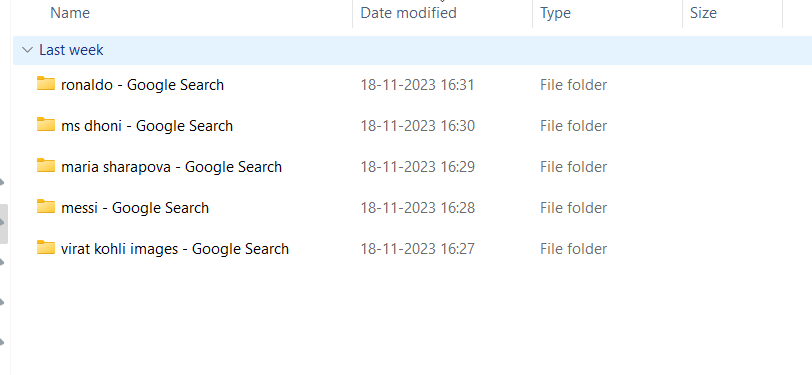 Name Date modified Type Size
Last week
ronaldo - Google Search 18-11-2023 16:31 File folder
ms dhoni - Google Search 18-11-2023 16:30 File folder
maria sharapova - Google Search 18-11-2023 16:29 File folder
messi - Google Search 18-11-2023 16:28 File folder
virat kohli images - Google Search 18-11-2023 16:27 File folder